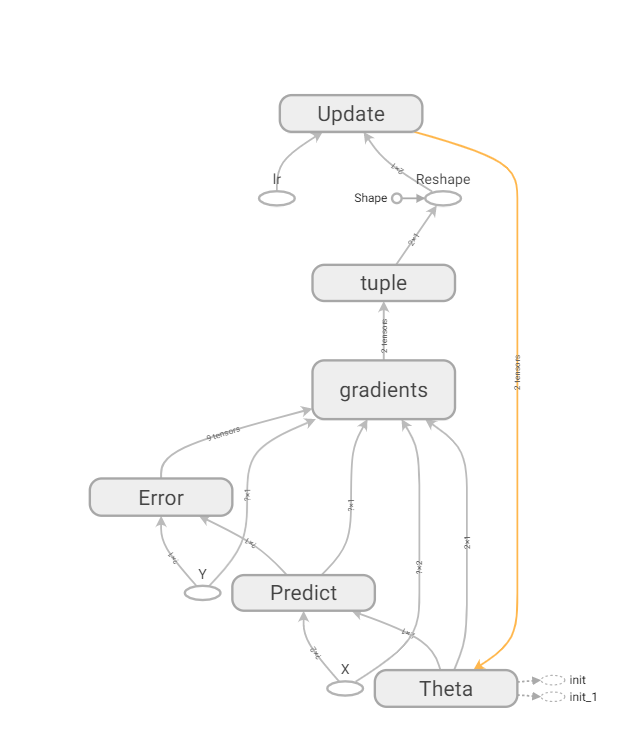 Update
lr
Reshape
2×1
Shape
2×1
tuple
2 tensors
2 tensors
gradients
9 tensors
Error
?×1
?×1
2×1
?×1
?×1
Y
?×2
Predict
?×2
2×1
X
Theta
init
init_1